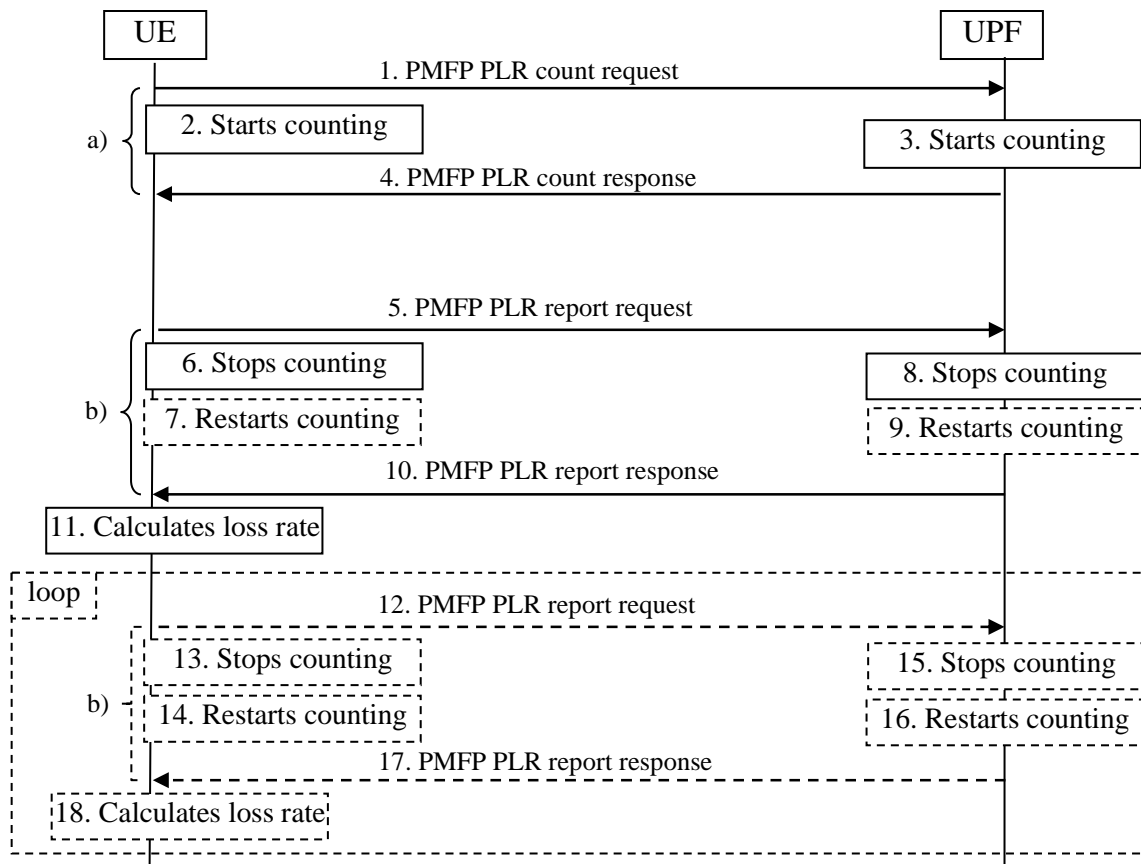 UE
UPF
1. PMFP PLR count request
a)
2. Starts counting
3. Starts counting
4. PMFP PLR count response
5. PMFP PLR report request
6. Stops counting
8. Stops counting
b)
7. Restarts counting
9. Restarts counting
10. PMFP PLR report response
11. Calculates loss rate
loop
12. PMFP PLR report request
13. Stops counting
15. Stops counting
b)
14. Restarts counting
16. Restarts counting
17. PMFP PLR report response
18. Calculates loss rate